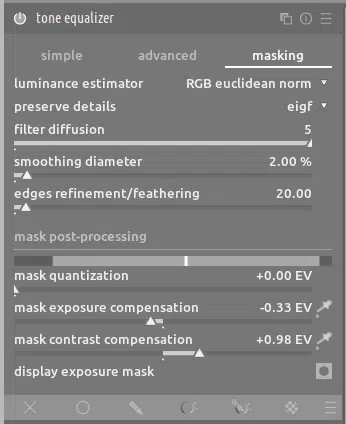 tone equalizer
simple advanced masking
luminance estimator RGB euclidean norm
preserve details eigf
filter diffusion 5
smoothing diameter 2.00 %
edges refinement/feathering 20.00
mask post-processing
mask quantization +0.00 EV
mask exposure compensation -0.33 EV
mask contrast compensation +0.98 EV
display exposure mask